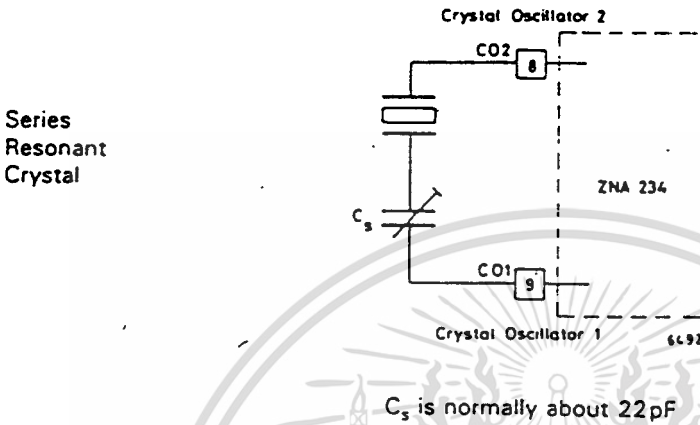 Crystal Oscillator 2
CO2
8
Series
Resonant
Crystal
ZNA 234
Cs
CO1
9
Crystal Oscillator 1
Cs is normally about 22pF